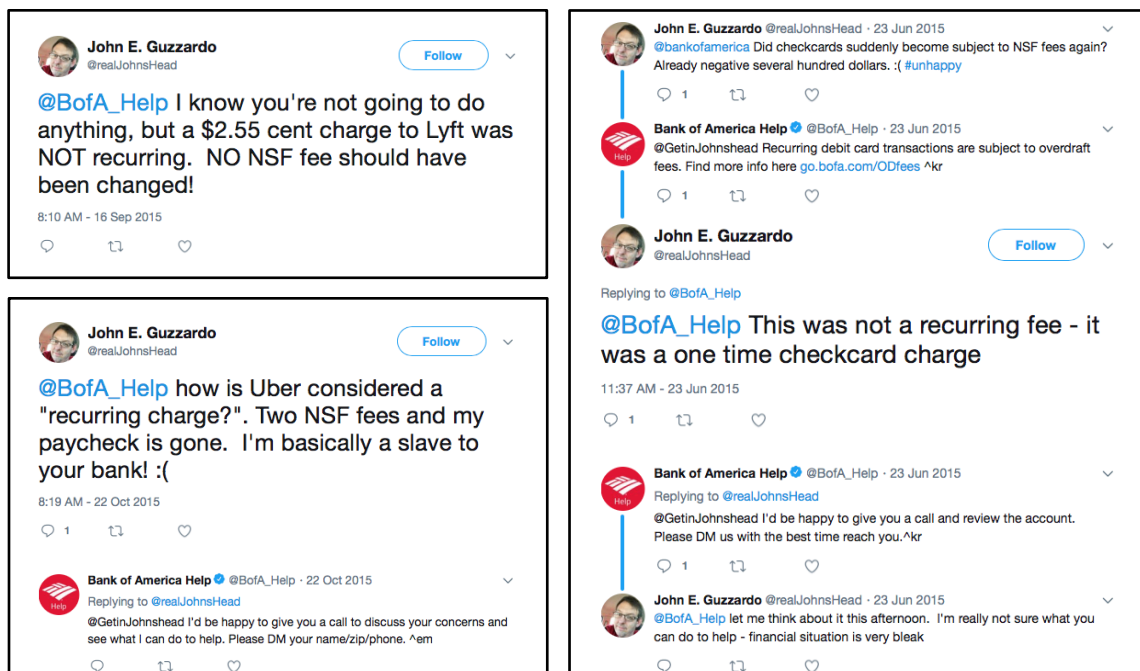 John E. Guzzardo
@realJohnsHead
Follow
@BofA_Help I know you're not going to do
anything, but a $2.55 cent charge to Lyft was
NOT recurring. NO NSF fee should have
been changed!
8:10 AM - 16 Sep 2015
John E. Guzzardo
@realJohnsHead
Follow
@BofA_Help how is Uber considered a
"recurring charge?". Two NSF fees and my
paycheck is gone. I'm basically a slave to
your bank! :(
8:19 AM - 22 Oct 2015
1
Help
Bank of America Help @BofA_Help · 22 Oct 2015
Replying to @realJohnsHead
@GetinJohnshead I'd be happy to give you a call to discuss your concerns and
see what I can do to help. Please DM your name/zip/phone. ^em
John E. Guzzardo @realJohnsHead · 23 Jun 2015
@bankofamerica Did checkcards suddenly become subject to NSF fees again?
Already negative several hundred dollars. :( #unhappy
1
Help
Bank of America Help @BofA_Help · 23 Jun 2015
@GetinJohnshead Recurring debit card transactions are subject to overdraft
fees. Find more info here go.bofa.com/ODfees ^kr
1
John E. Guzzardo
@realJohnsHead
Follow
Replying to @BofA_Help
@BofA_Help This was not a recurring fee - it
was a one time checkcard charge
11:37 AM - 23 Jun 2015
1
Help
Bank of America Help @BofA_Help · 23 Jun 2015
Replying to @realJohnsHead
@GetinJohnshead I'd be happy to give you a call and review the account.
Please DM us with the best time reach you.^kr
1
John E. Guzzardo @realJohnsHead · 23 Jun 2015
@BofA_Help let me think about it this afternoon. I'm really not sure what you
can do to help - financial situation is very bleak